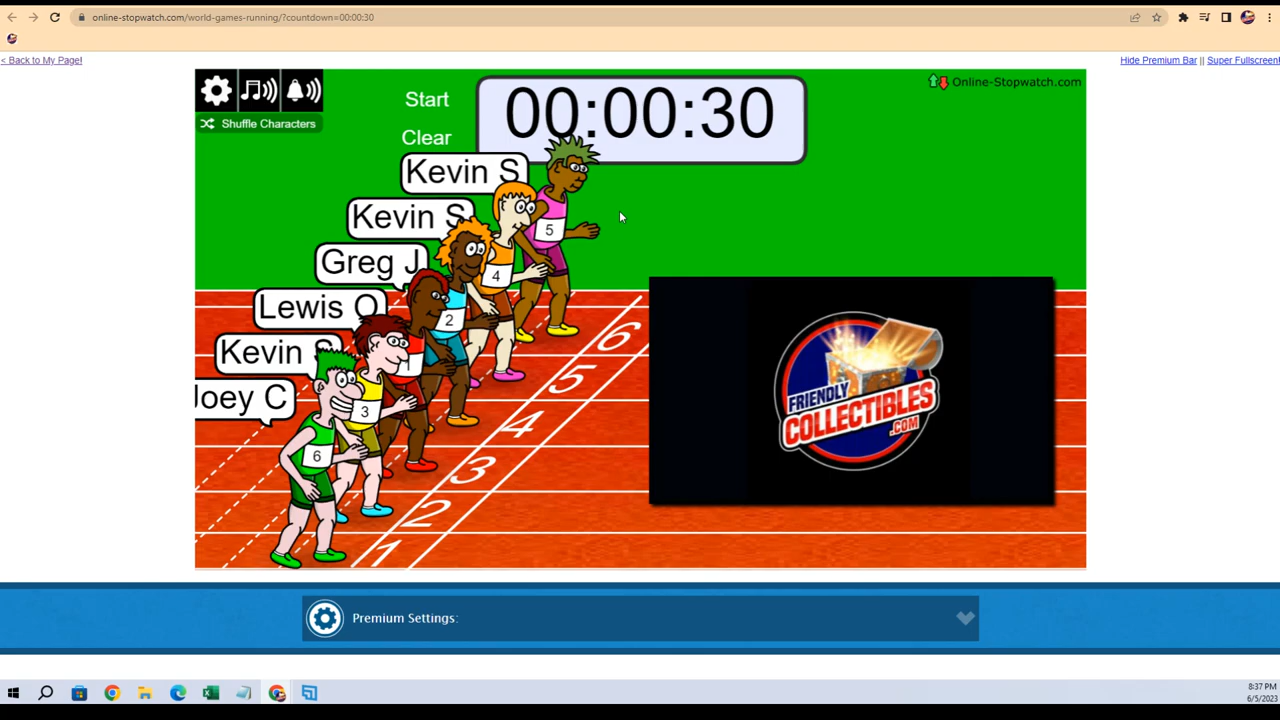 online-stopwatch.com/world-games-running/?countdown=00:00:30
< Back to My Page!
Hide Premium Bar || Super Fullscreen!
Shuffle Characters
Start
Clear
00:00:30
Online-Stopwatch.com
Kevin S
Kevin S
Greg J
Lewis O
Kevin S
Joey C
5
4
2
1
3
6
6
5
4
3
2
1
FRIENDLY
COLLECTIBLES
.COM
Premium Settings:
8:37 PM
6/5/2023